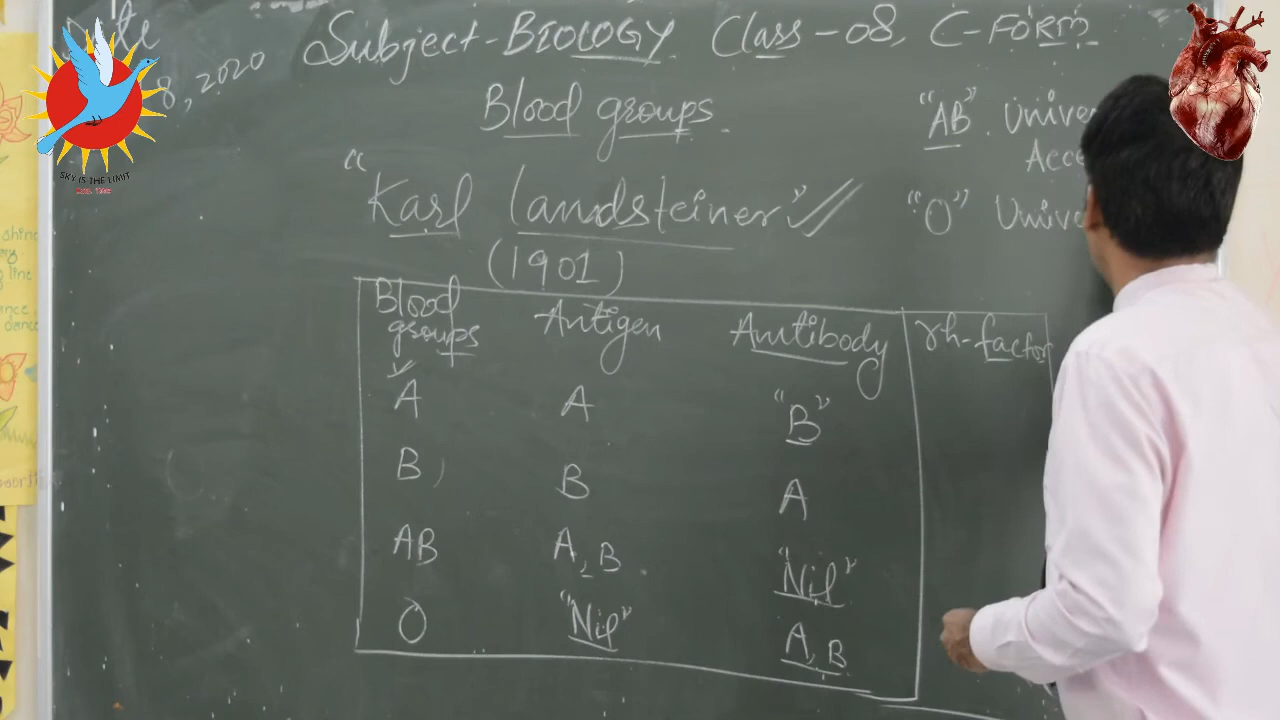 Subject-BIOLOGY Class-08, C-FORM
8, 2020
Blood groups.
"AB". Unive
Acce
"Karl Landsteiner"
"O" Unive
(1901)
Blood groups Antigen Antibody rh-factor
A A "B"
B B A
AB A, B "Nil"
O "Nil" A, B
SKY IS THE LIMIT